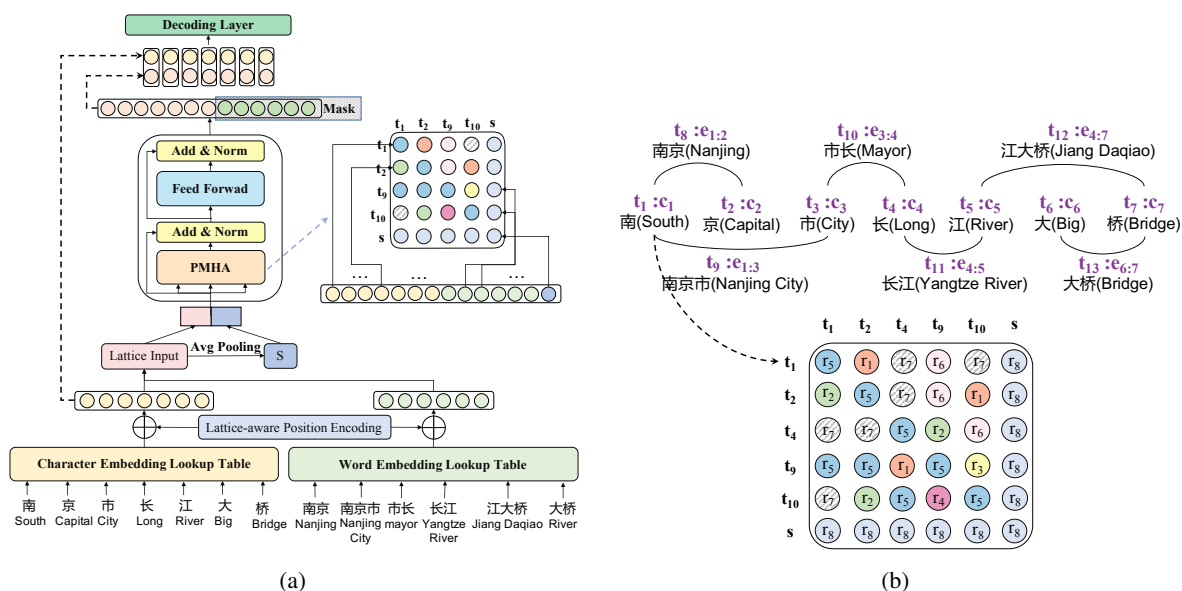 Decoding Layer
Mask
Add & Norm
Feed Forwad
Add & Norm
PMHA
t1 t2 t9 t10 s
t1
t2
t9
t10
s
... ...
Lattice Input
Avg Pooling
S
Lattice-aware Position Encoding
Character Embedding Lookup Table
Word Embedding Lookup Table
南 京 市 长 江 大 桥
South Capital City Long River Big Bridge
南京 南京市 市长 长江 江大桥 大桥
Nanjing Nanjing City mayor Yangtze River Jiang Daqiao River
(a)
t8 :e1:2 t10 :e3:4 t12 :e4:7
南京(Nanjing) 市长(Mayor) 江大桥(Jiang Daqiao)
t1 :c1 t2 :c2 t3 :c3 t4 :c4 t5 :c5 t6 :c6 t7 :c7
南(South) 京(Capital) 市(City) 长(Long) 江(River) 大(Big) 桥(Bridge)
t9 :e1:3 t11 :e4:5 t13 :e6:7
南京市(Nanjing City) 长江(Yangtze River) 大桥(Bridge)
t1 t2 t4 t9 t10 s
t1 r5 r1 r7 r6 r7 r8
t2 r2 r5 r7 r6 r1 r8
t4 r7 r7 r5 r2 r6 r8
t9 r5 r5 r1 r5 r3 r8
t10 r7 r2 r5 r4 r5 r8
s r8 r8 r8 r8 r8 r8
(b)